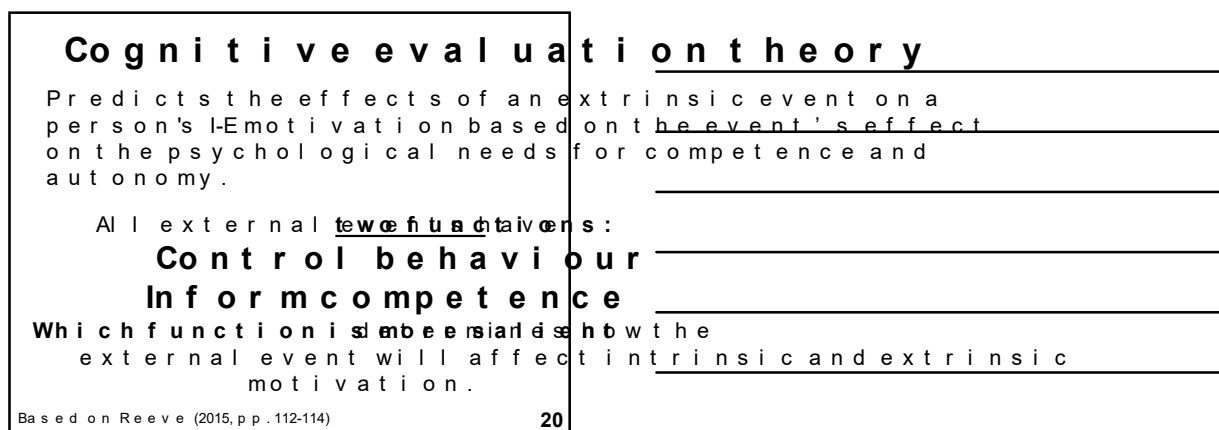 Cognitive evaluation theory
Predicts the effects of an extrinsic event on a
person's I-E motivation based on the event's effect
on the psychological needs for competence and
autonomy.
All external events have two functions:
Control behaviour
Inform competence
Which function is more salient determines how the
external event will affect intrinsic and extrinsic
motivation.
Based on Reeve (2015, pp. 112-114)
20